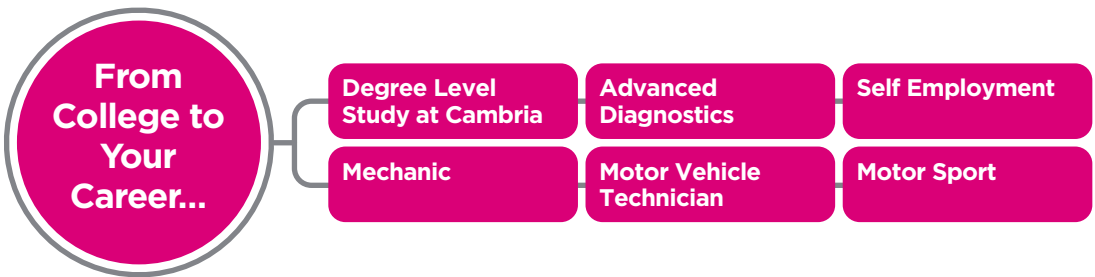 From
College to
Your
Career...
Degree Level
Study at Cambria
Advanced
Diagnostics
Self Employment
Mechanic
Motor Vehicle
Technician
Motor Sport